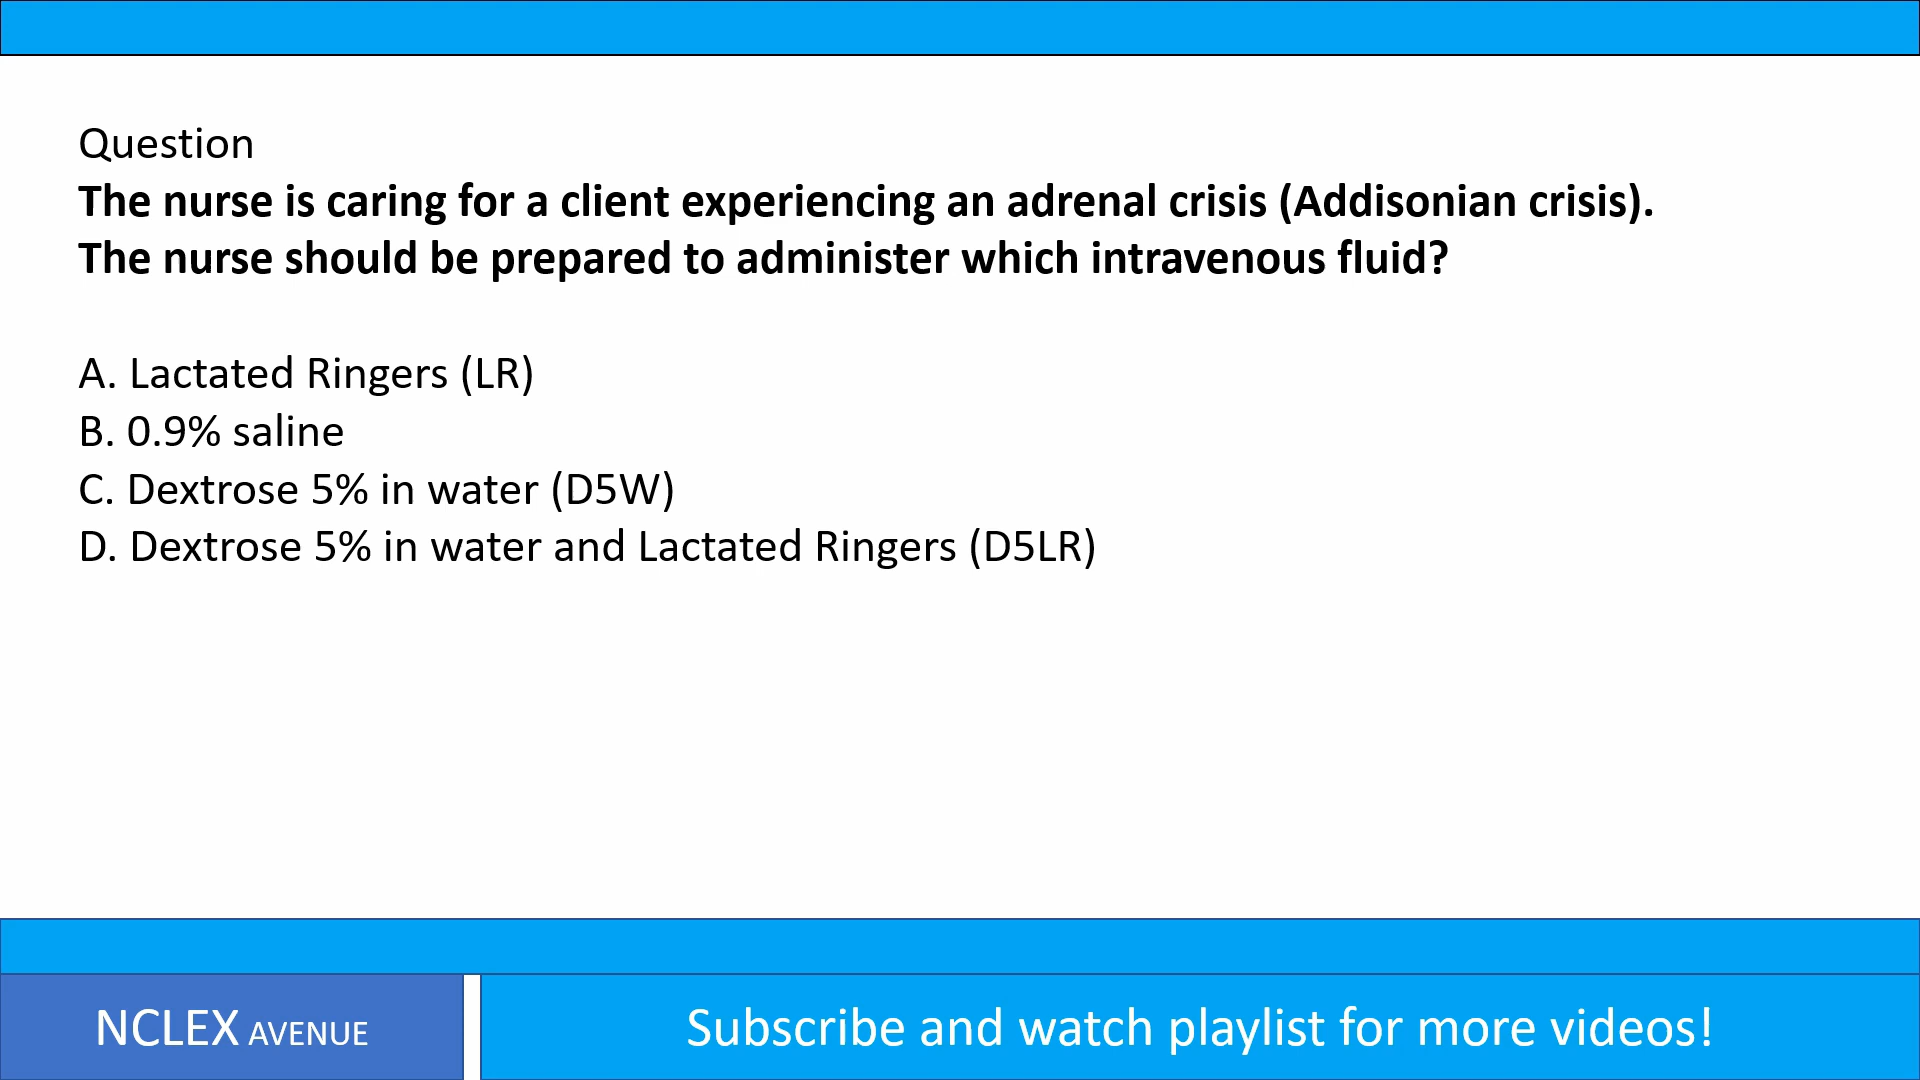 Question
The nurse is caring for a client experiencing an adrenal crisis (Addisonian crisis).
The nurse should be prepared to administer which intravenous fluid?
A. Lactated Ringers (LR)
B. 0.9% saline
C. Dextrose 5% in water (D5W)
D. Dextrose 5% in water and Lactated Ringers (D5LR)
NCLEX AVENUE
Subscribe and watch playlist for more videos!